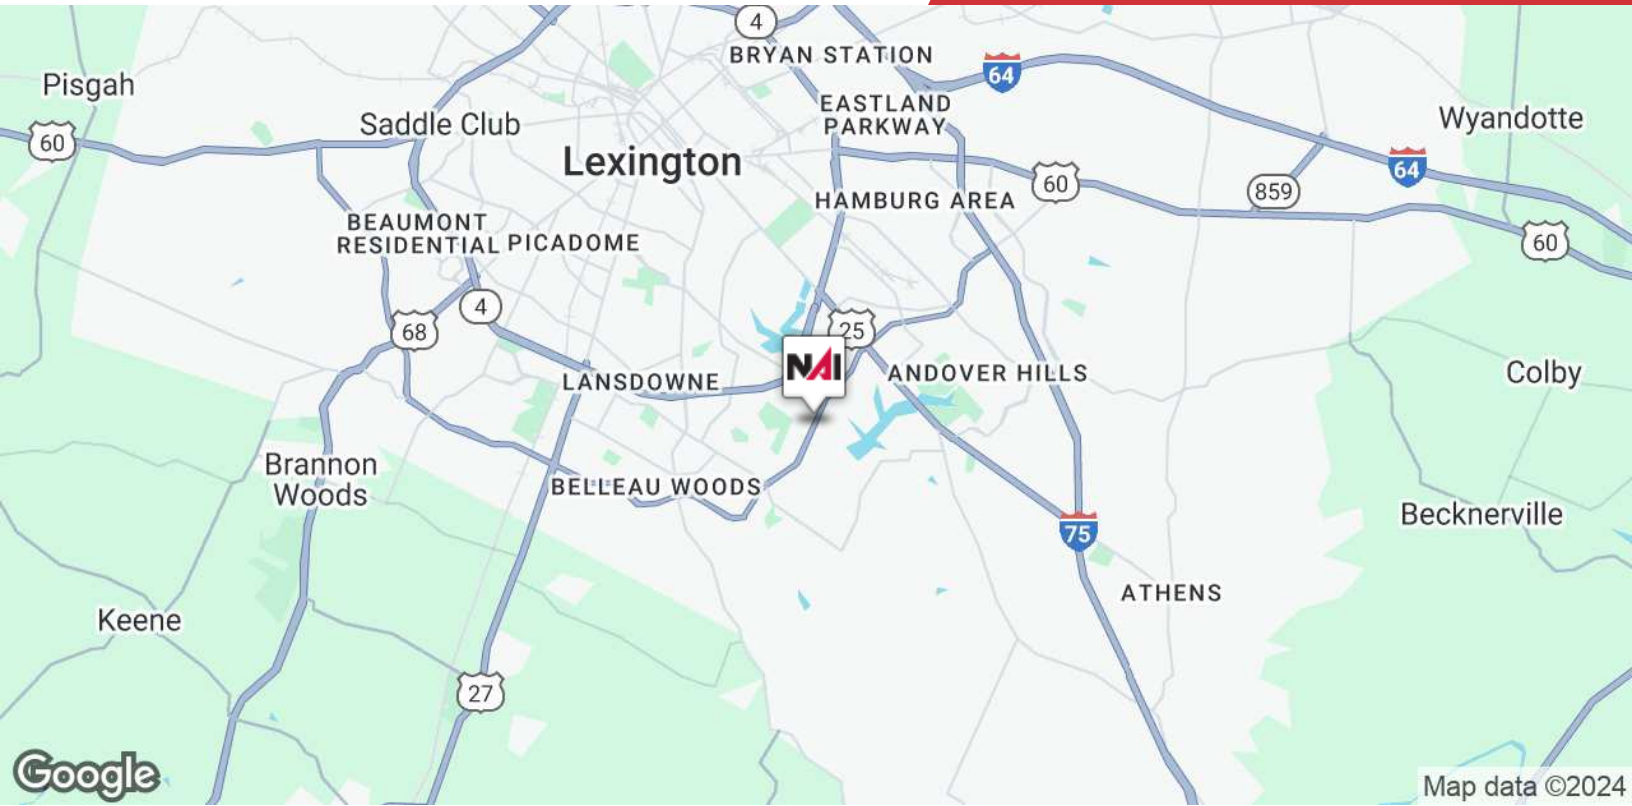 4
BRYAN STATION
64
Pisgah
EASTLAND
PARKWAY
Saddle Club
Wyandotte
60
Lexington
64
60
859
HAMBURG AREA
BEAUMONT
RESIDENTIAL
PICADOME
60
4
68
25
NAI
LANSDOWNE
ANDOVER HILLS
Colby
Brannon
Woods
BELLEAU WOODS
Becknerville
75
ATHENS
Keene
27
Google
Map data ©2024